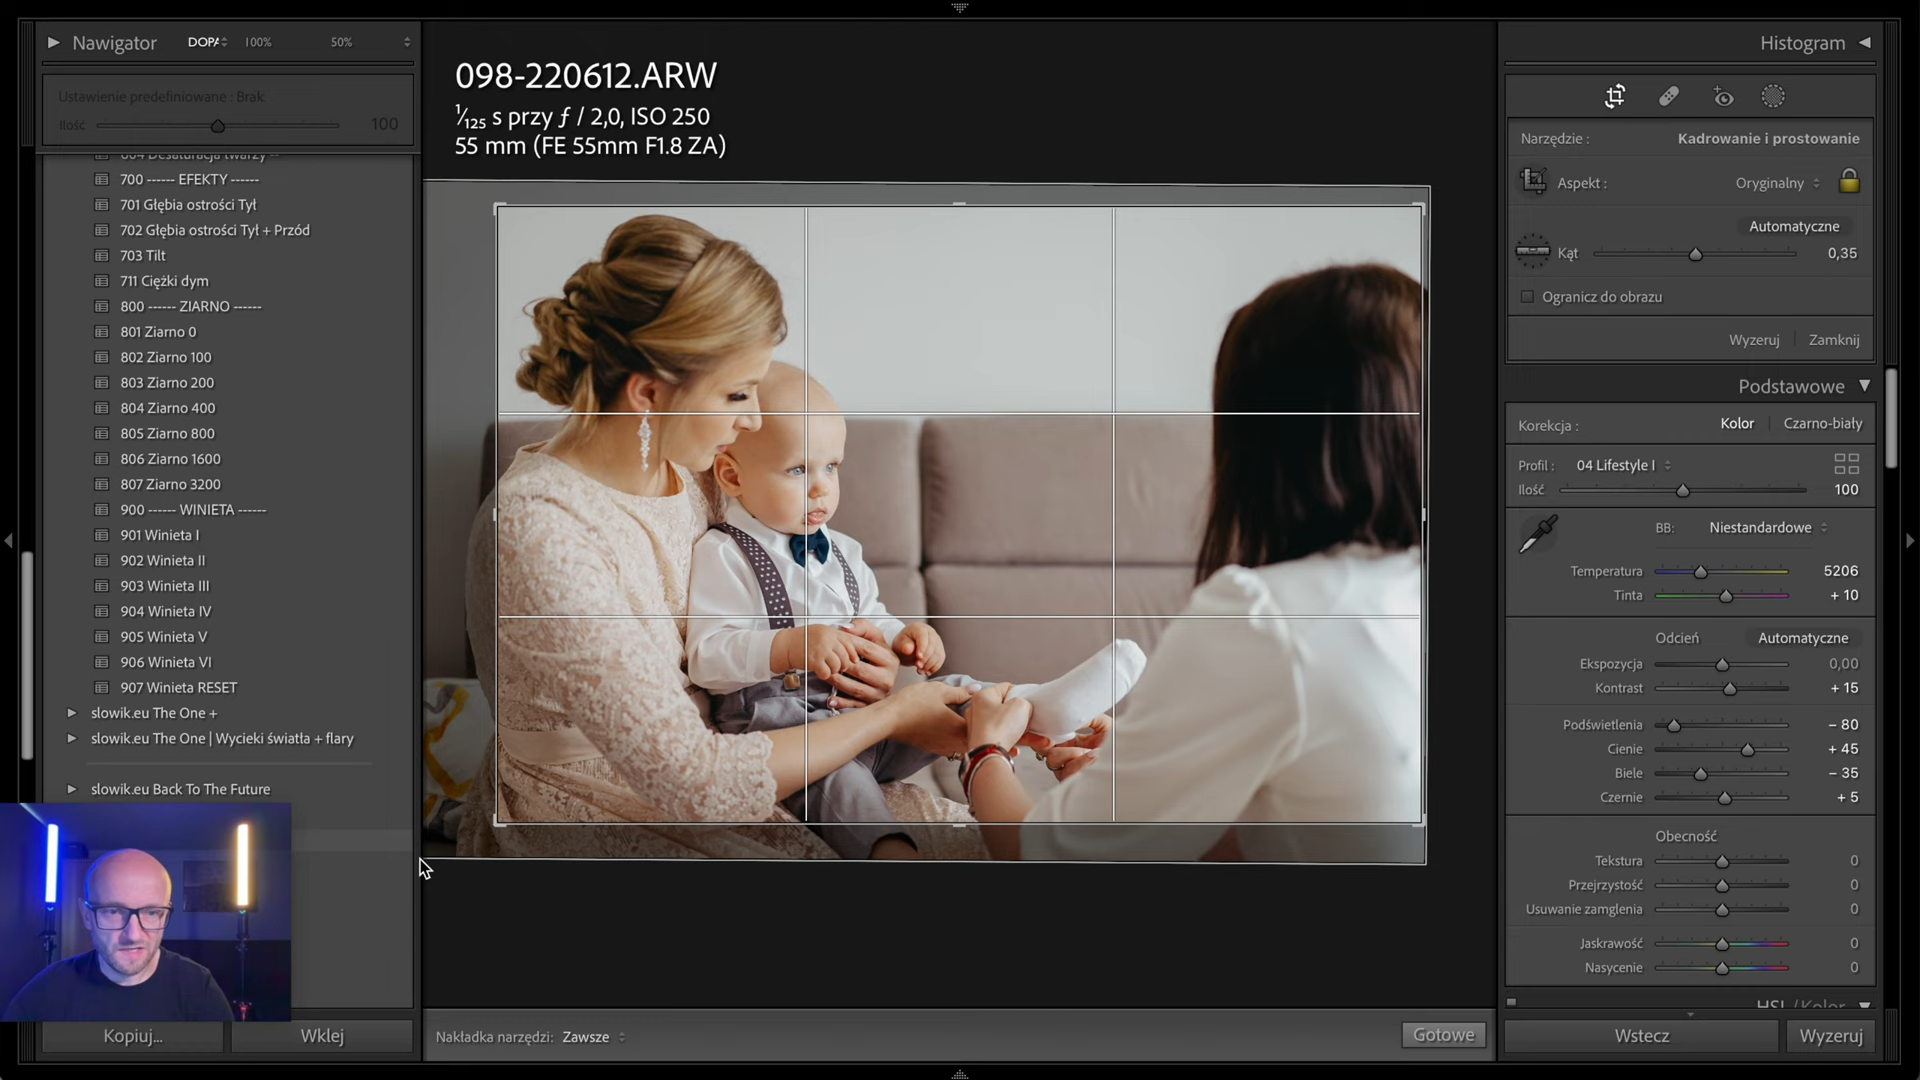 Nawigator
DOPA
100%
50%
Ustawienie predefiniowane : Brak
Ilość
100
004 Desaturacja twarzy --
700 ------ EFEKTY ------
701 Głębia ostrości Tył
702 Głębia ostrości Tył + Przód
703 Tilt
711 Ciężki dym
800 ------ ZIARNO ------
801 Ziarno 0
802 Ziarno 100
803 Ziarno 200
804 Ziarno 400
805 Ziarno 800
806 Ziarno 1600
807 Ziarno 3200
900 ------ WINIETA ------
901 Winieta I
902 Winieta II
903 Winieta III
904 Winieta IV
905 Winieta V
906 Winieta VI
907 Winieta RESET
slowik.eu The One +
slowik.eu The One | Wycieki światła + flary
slowik.eu Back To The Future
Kopiuj...
Wklej
098-220612.ARW
1/125 s przy ƒ / 2,0, ISO 250
55 mm (FE 55mm F1.8 ZA)
Nakładka narzędzi: Zawsze
Gotowe
Histogram
Narzędzie : Kadrowanie i prostowanie
Aspekt : Oryginalny
Automatyczne
Kąt 0,35
Ogranicz do obrazu
Wyzeruj
Zamknij
Podstawowe
Korekcja : Kolor | Czarno-biały
Profil : 04 Lifestyle I
Ilość 100
BB: Niestandardowe
Temperatura 5206
Tinta + 10
Odcień Automatyczne
Ekspozycja 0,00
Kontrast + 15
Podświetlenia – 80
Cienie + 45
Biele – 35
Czernie + 5
Obecność
Tekstura 0
Przejrzystość 0
Usuwanie zamglenia 0
Jaskrawość 0
Nasycenie 0
HSL / Kolor
Wstecz
Wyzeruj